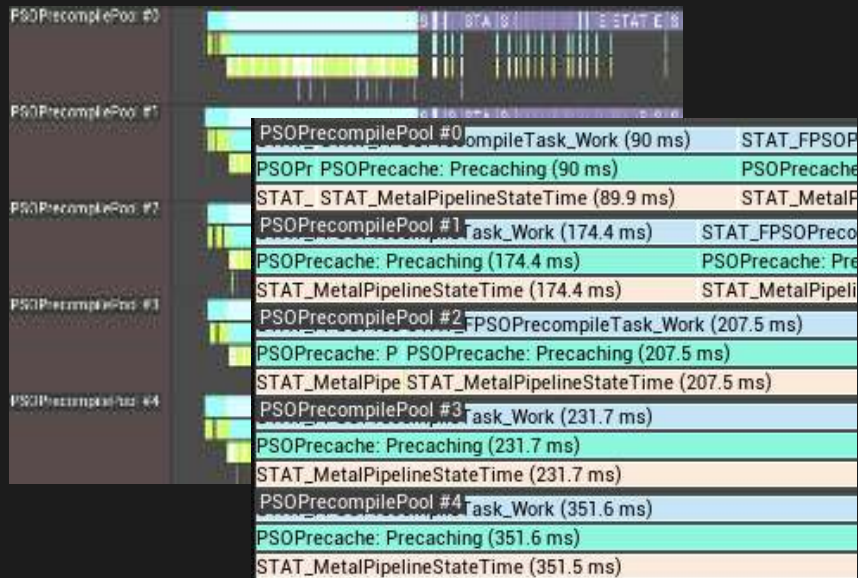 PSOPrecompilePool #0
S STA S E STAT E S
PSOPrecompilePool #1
PSOPrecompilePool #2
PSOPrecompilePool #3
PSOPrecompilePool #4
PSOPrecompilePool #0
ompileTask_Work (90 ms) STAT_FPSOP
PSOPr PSOPrecache: Precaching (90 ms) PSOPrecache
STAT_ STAT_MetalPipelineStateTime (89.9 ms) STAT_MetalP
PSOPrecompilePool #1
Task_Work (174.4 ms) STAT_FPSOPreco
PSOPrecache: Precaching (174.4 ms) PSOPrecache: Pre
STAT_MetalPipelineStateTime (174.4 ms) STAT_MetalPipeli
PSOPrecompilePool #2
FPSOPrecompileTask_Work (207.5 ms)
PSOPrecache: P PSOPrecache: Precaching (207.5 ms)
STAT_MetalPipe STAT_MetalPipelineStateTime (207.5 ms)
PSOPrecompilePool #3
Task_Work (231.7 ms)
PSOPrecache: Precaching (231.7 ms)
STAT_MetalPipelineStateTime (231.7 ms)
PSOPrecompilePool #4
Task_Work (351.6 ms)
PSOPrecache: Precaching (351.6 ms)
STAT_MetalPipelineStateTime (351.5 ms)